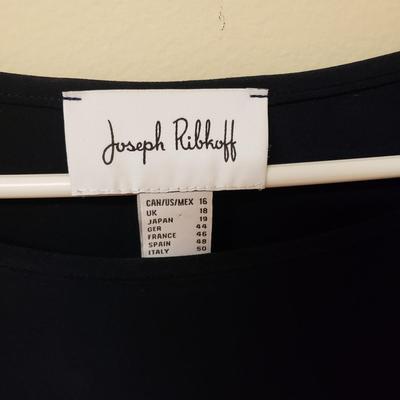 Joseph Ribkoff
CAN/US/MEX 16
UK 18
JAPAN 19
GER 44
FRANCE 46
SPAIN 48
ITALY 50